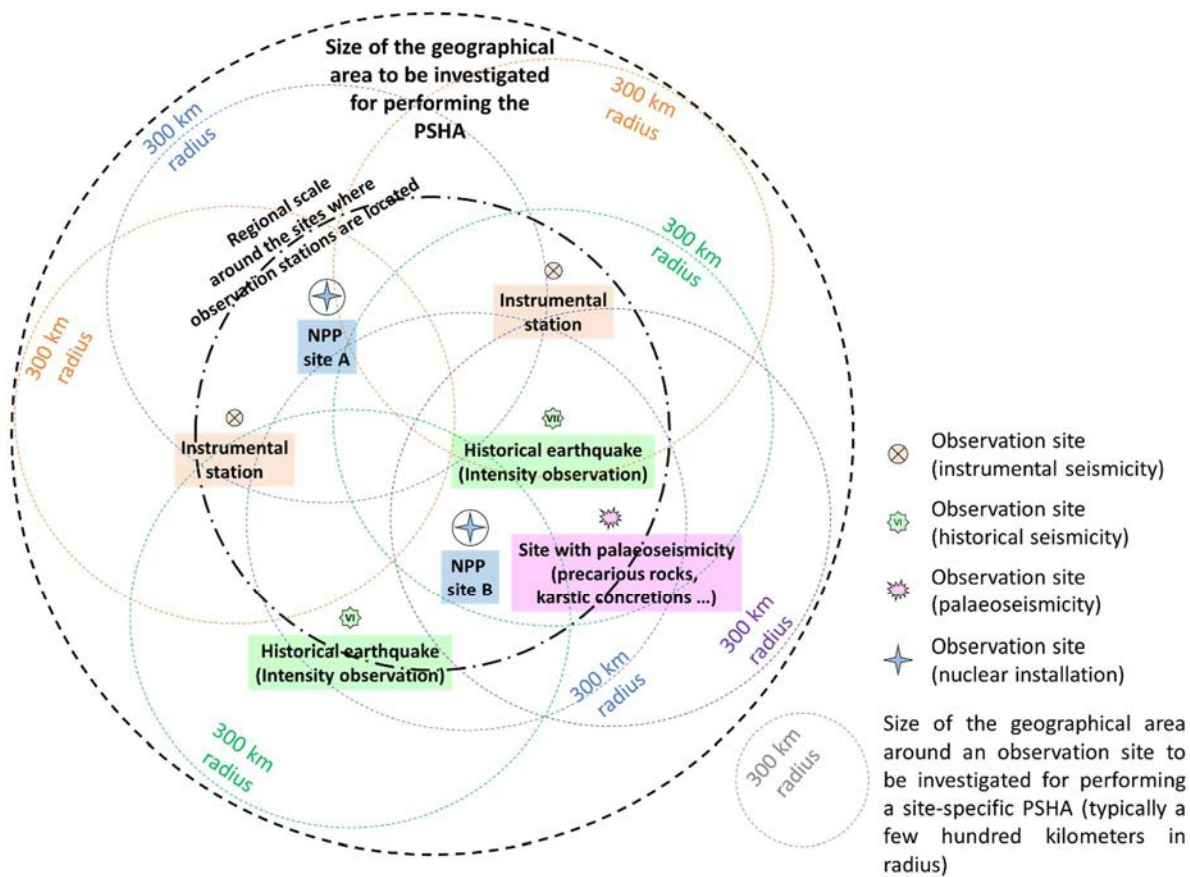 Size of the geographical
area to be investigated
for performing the
PSHA
300 km
radius
300 km
radius
Regional scale
around the sites where
observation stations are located
300 km
radius
300 km
radius
NPP
site A
Instrumental
station
Instrumental
station
VII
Historical earthquake
(Intensity observation)
NPP
site B
Site with palaeoseismicity
(precarious rocks,
karstic concretions ...)
VI
Historical earthquake
(Intensity observation)
300 km
radius
300 km
radius
300 km
radius
Observation site
(instrumental seismicity)
VI
Observation site
(historical seismicity)
Observation site
(palaeoseismicity)
Observation site
(nuclear installation)
300 km
radius
Size of the geographical area
around an observation site to
be investigated for performing
a site-specific PSHA (typically a
few hundred kilometers in
radius)